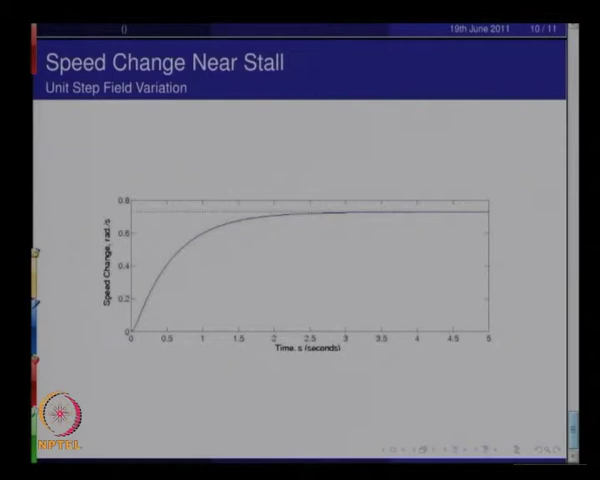 ()
19th June 2011 10 / 11
Speed Change Near Stall
Unit Step Field Variation
0.8
0.6
0.4
0.2
0
Speed Change, rad./s
0 0.5 1 1.5 2 2.5 3 3.5 4 4.5 5
Time, s (seconds)
NPTEL